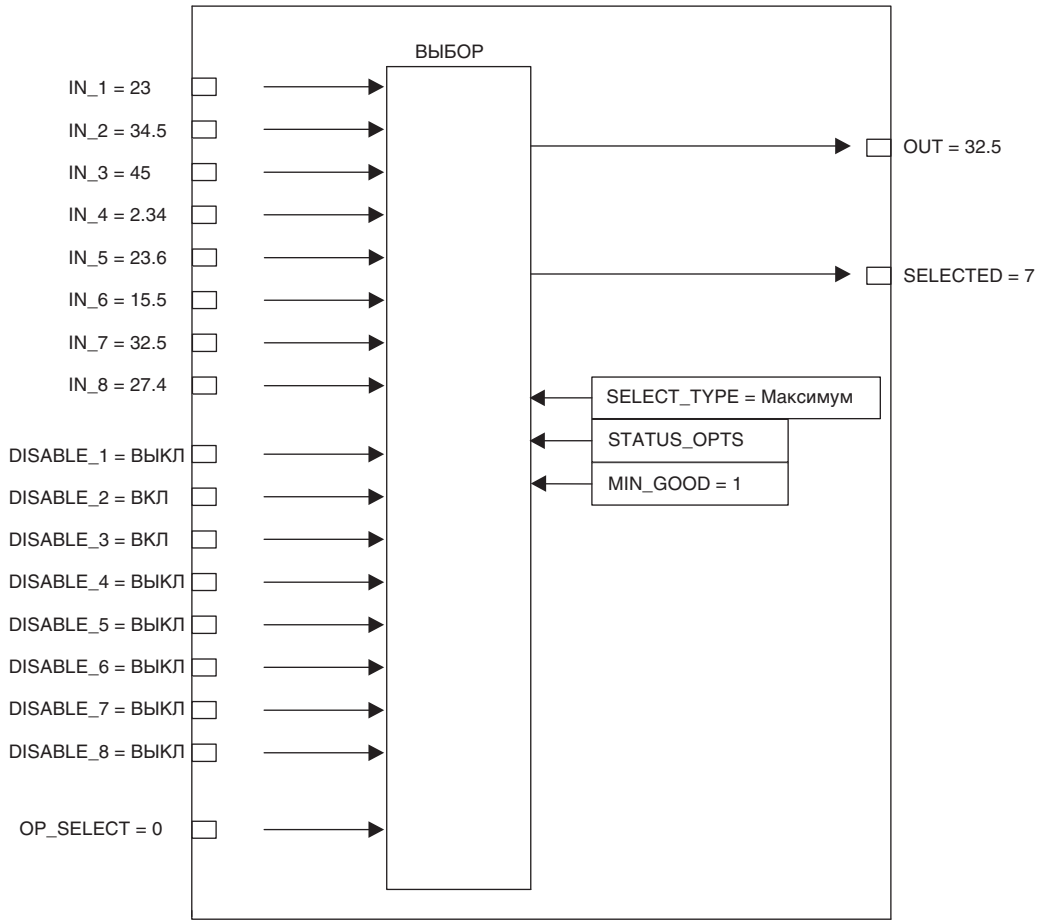 ВЫБОР
IN_1 = 23
IN_2 = 34.5
IN_3 = 45
IN_4 = 2.34
IN_5 = 23.6
IN_6 = 15.5
IN_7 = 32.5
IN_8 = 27.4
DISABLE_1 = ВЫКЛ
DISABLE_2 = ВКЛ
DISABLE_3 = ВКЛ
DISABLE_4 = ВЫКЛ
DISABLE_5 = ВЫКЛ
DISABLE_6 = ВЫКЛ
DISABLE_7 = ВЫКЛ
DISABLE_8 = ВЫКЛ
OP_SELECT = 0
OUT = 32.5
SELECTED = 7
SELECT_TYPE = Максимум
STATUS_OPTS
MIN_GOOD = 1